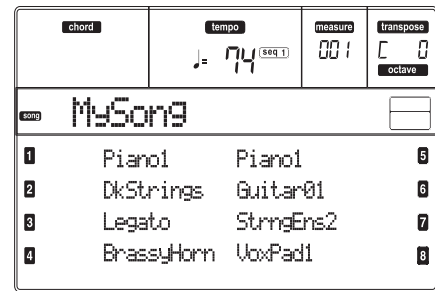 chord tempo measure transpose
♩= 74 seq 1 001 C 0
octave
song MySong
1 Piano1 Piano1 5
2 DkStrings Guitar01 6
3 Legato StrngEns2 7
4 BrassyHorn VoxPad1 8